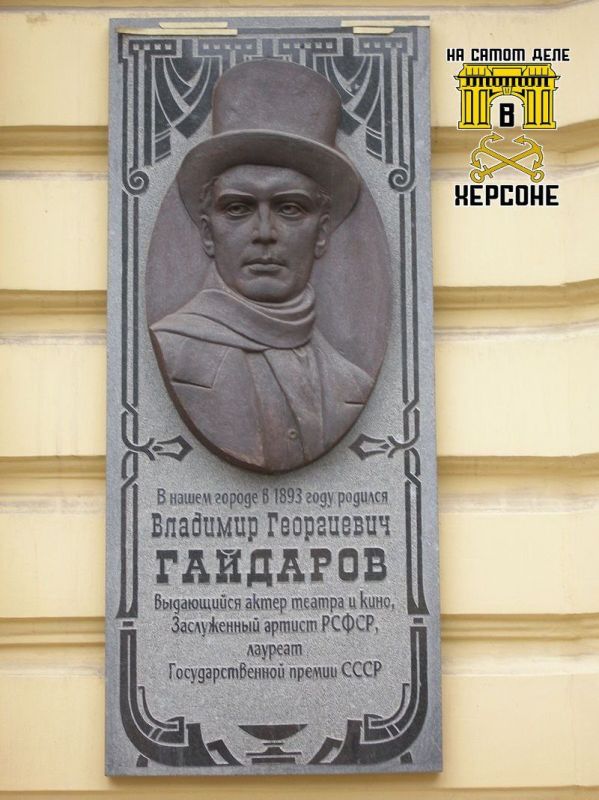 НА САМОМ ДЕЛЕ
В
ХЕРСОНЕ
В нашем городе в 1893 году родился
Владимир Георгиевич
ГАЙДАРОВ
Выдающийся актер театра и кино,
Заслуженный артист РСФСР,
лауреат
Государственной премии СССР